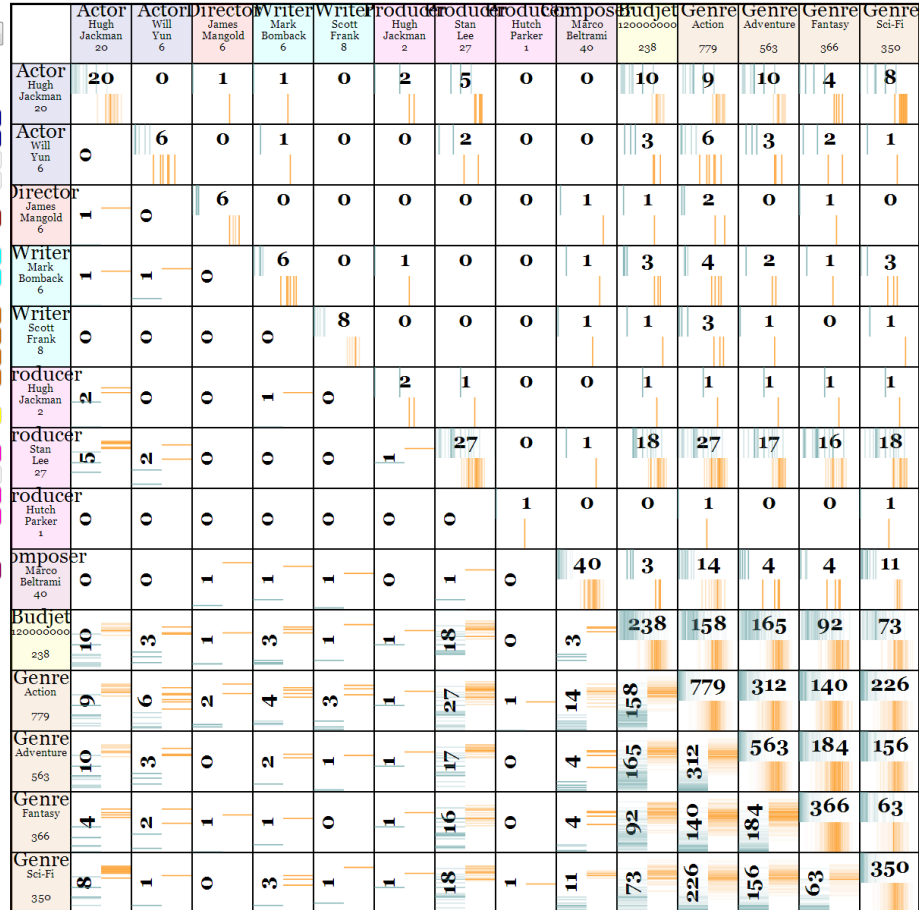 Actor Actor Director Writer Writer Producer Producer Producer Composer Budjet Genre Genre Genre Genre
Hugh Will James Mark Scott Hugh Stan Hutch Marco 120000000 Action Adventure Fantasy Sci-Fi
Jackman Yun Mangold Bomback Frank Jackman Lee Parker Beltrami
20 6 6 6 8 2 27 1 40 238 779 563 366 350
Actor 20 0 1 1 0 2 5 0 0 10 9 10 4 8
Hugh
Jackman
20
Actor 0 6 0 1 0 0 2 0 0 3 6 3 2 1
Will
Yun
6
Director 1 0 6 0 0 0 0 0 1 1 2 0 1 0
James
Mangold
6
Writer 1 1 0 6 0 1 0 0 1 3 4 2 1 3
Mark
Bomback
6
Writer 0 0 0 0 8 0 0 0 1 1 3 1 0 1
Scott
Frank
8
roducer 2 0 0 1 0 2 1 0 0 1 1 1 1 1
Hugh
Jackman
2
roducer 5 2 0 0 0 1 27 0 1 18 27 17 16 18
Stan
Lee
27
roducer 0 0 0 0 0 0 0 1 0 0 1 0 0 1
Hutch
Parker
1
omposer 0 0 1 1 1 0 1 0 40 3 14 4 4 11
Marco
Beltrami
40
Budjet 10 3 1 3 1 1 18 0 3 238 158 165 92 73
120000000
238
Genre 9 6 2 4 3 1 27 1 14 158 779 312 140 226
Action
779
Genre 10 3 0 2 1 1 17 0 4 165 312 563 184 156
Adventure
563
Genre 4 2 1 1 0 1 16 0 4 92 140 184 366 63
Fantasy
366
Genre 8 1 0 3 1 1 18 1 11 73 226 156 63 350
Sci-Fi
350